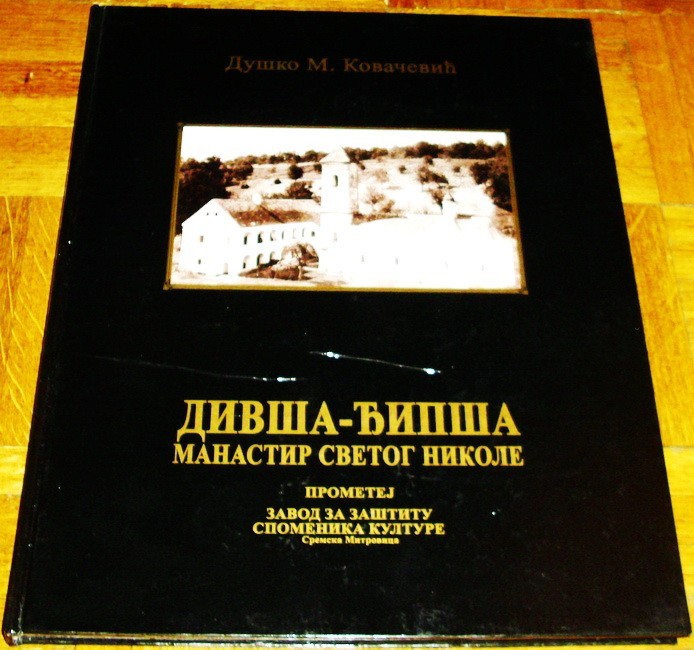 Душко М. Ковачевић
ДИВША-ЂИПША
МАНАСТИР СВЕТОГ НИКОЛЕ
ПРОМЕТЕЈ
ЗАВОД ЗА ЗАШТИТУ
СПОМЕНИКА КУЛТУРЕ
Сремска Митровица